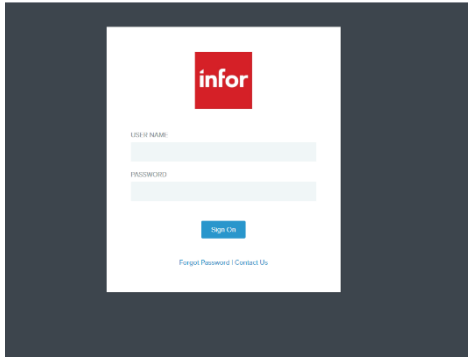 infor
USER NAME
PASSWORD
Sign On
Forgot Password | Contact Us